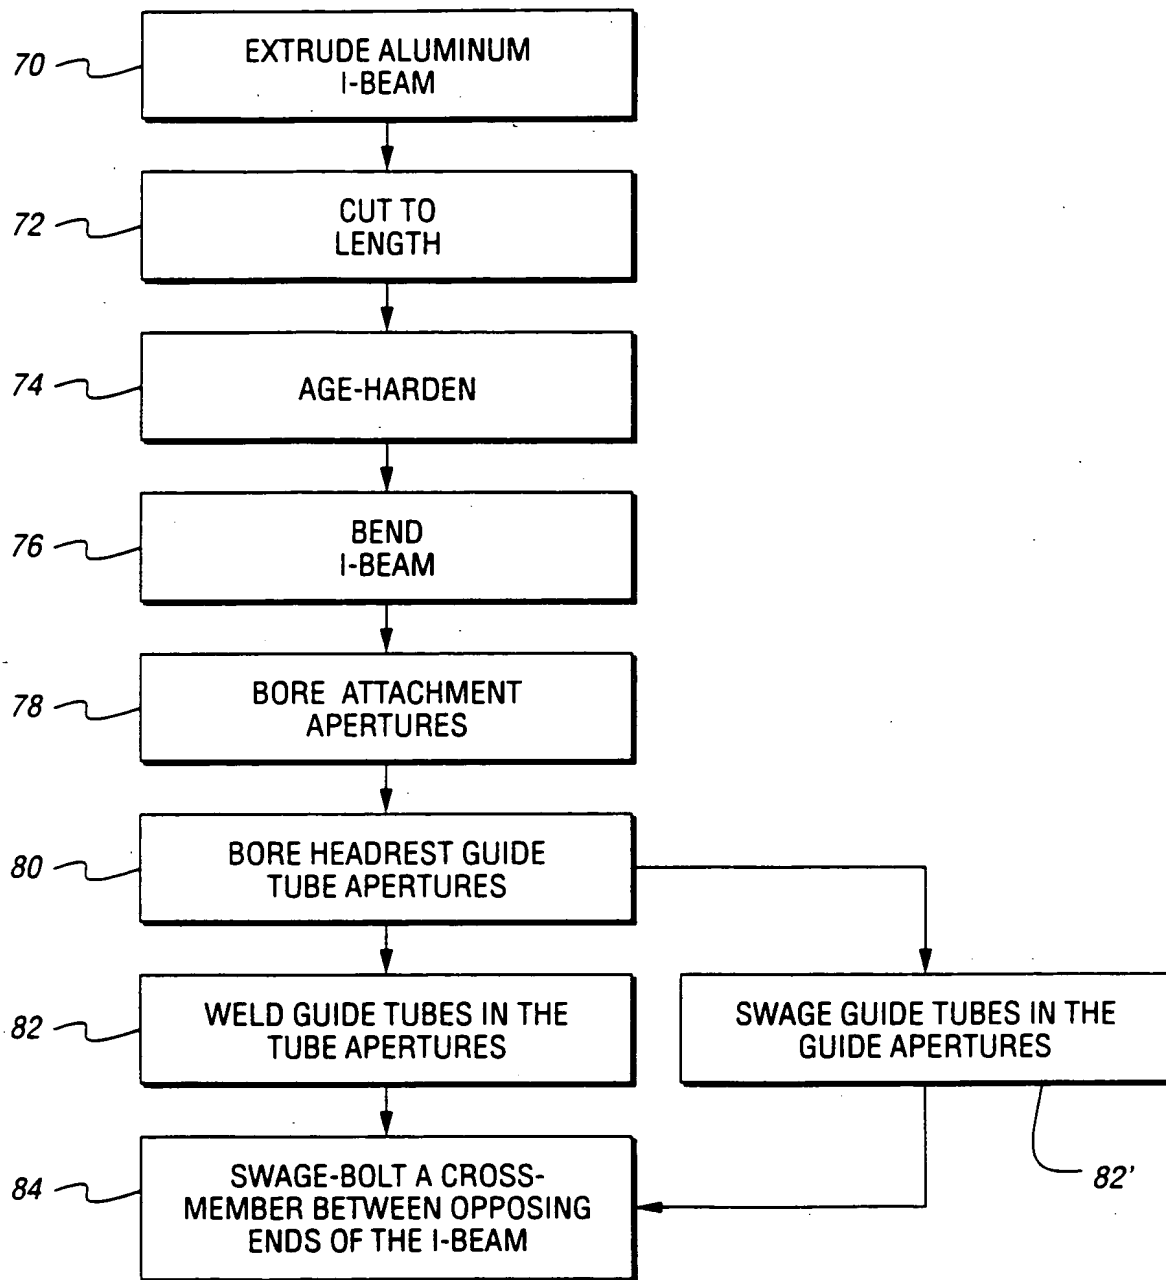 70
EXTRUDE ALUMINUM
I-BEAM
72
CUT TO
LENGTH
74
AGE-HARDEN
76
BEND
I-BEAM
78
BORE ATTACHMENT
APERTURES
80
BORE HEADREST GUIDE
TUBE APERTURES
82
WELD GUIDE TUBES IN THE
TUBE APERTURES
SWAGE GUIDE TUBES IN THE
GUIDE APERTURES
82'
84
SWAGE-BOLT A CROSS-
MEMBER BETWEEN OPPOSING
ENDS OF THE I-BEAM